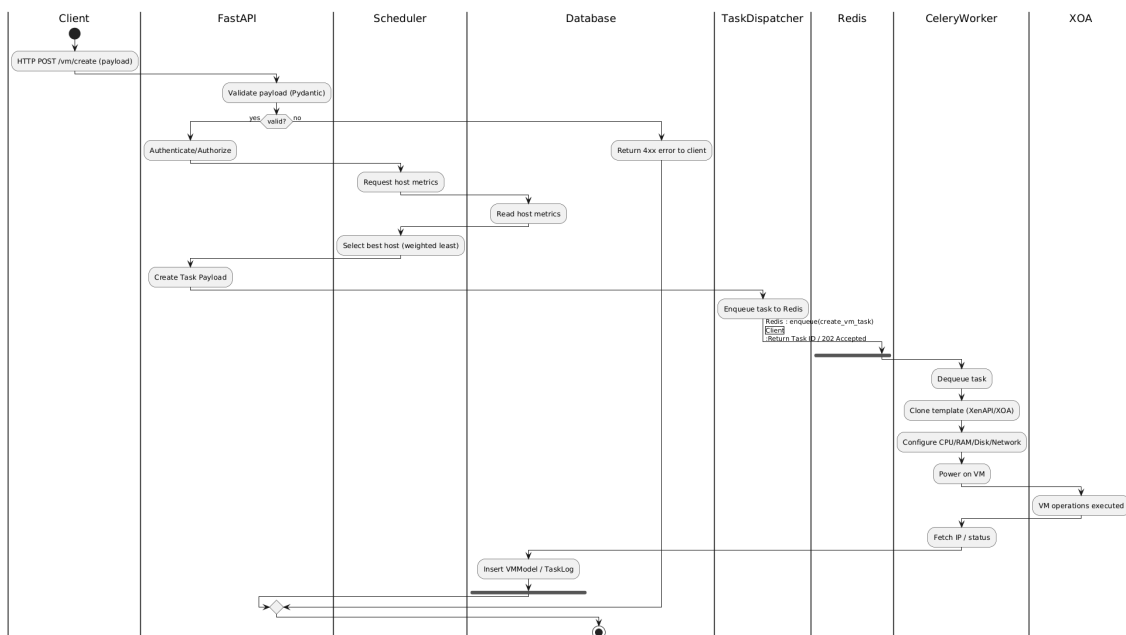 Client
FastAPI
Scheduler
Database
TaskDispatcher
Redis
CeleryWorker
XOA
HTTP POST /vm/create (payload)
Validate payload (Pydantic)
yes
valid?
no
Authenticate/Authorize
Return 4xx error to client
Request host metrics
Read host metrics
Select best host (weighted least)
Create Task Payload
Enqueue task to Redis
Redis : enqueue(create_vm_task)
Client
:Return Task ID / 202 Accepted
Dequeue task
Clone template (XenAPI/XOA)
Configure CPU/RAM/Disk/Network
Power on VM
VM operations executed
Fetch IP / status
Insert VMModel / TaskLog